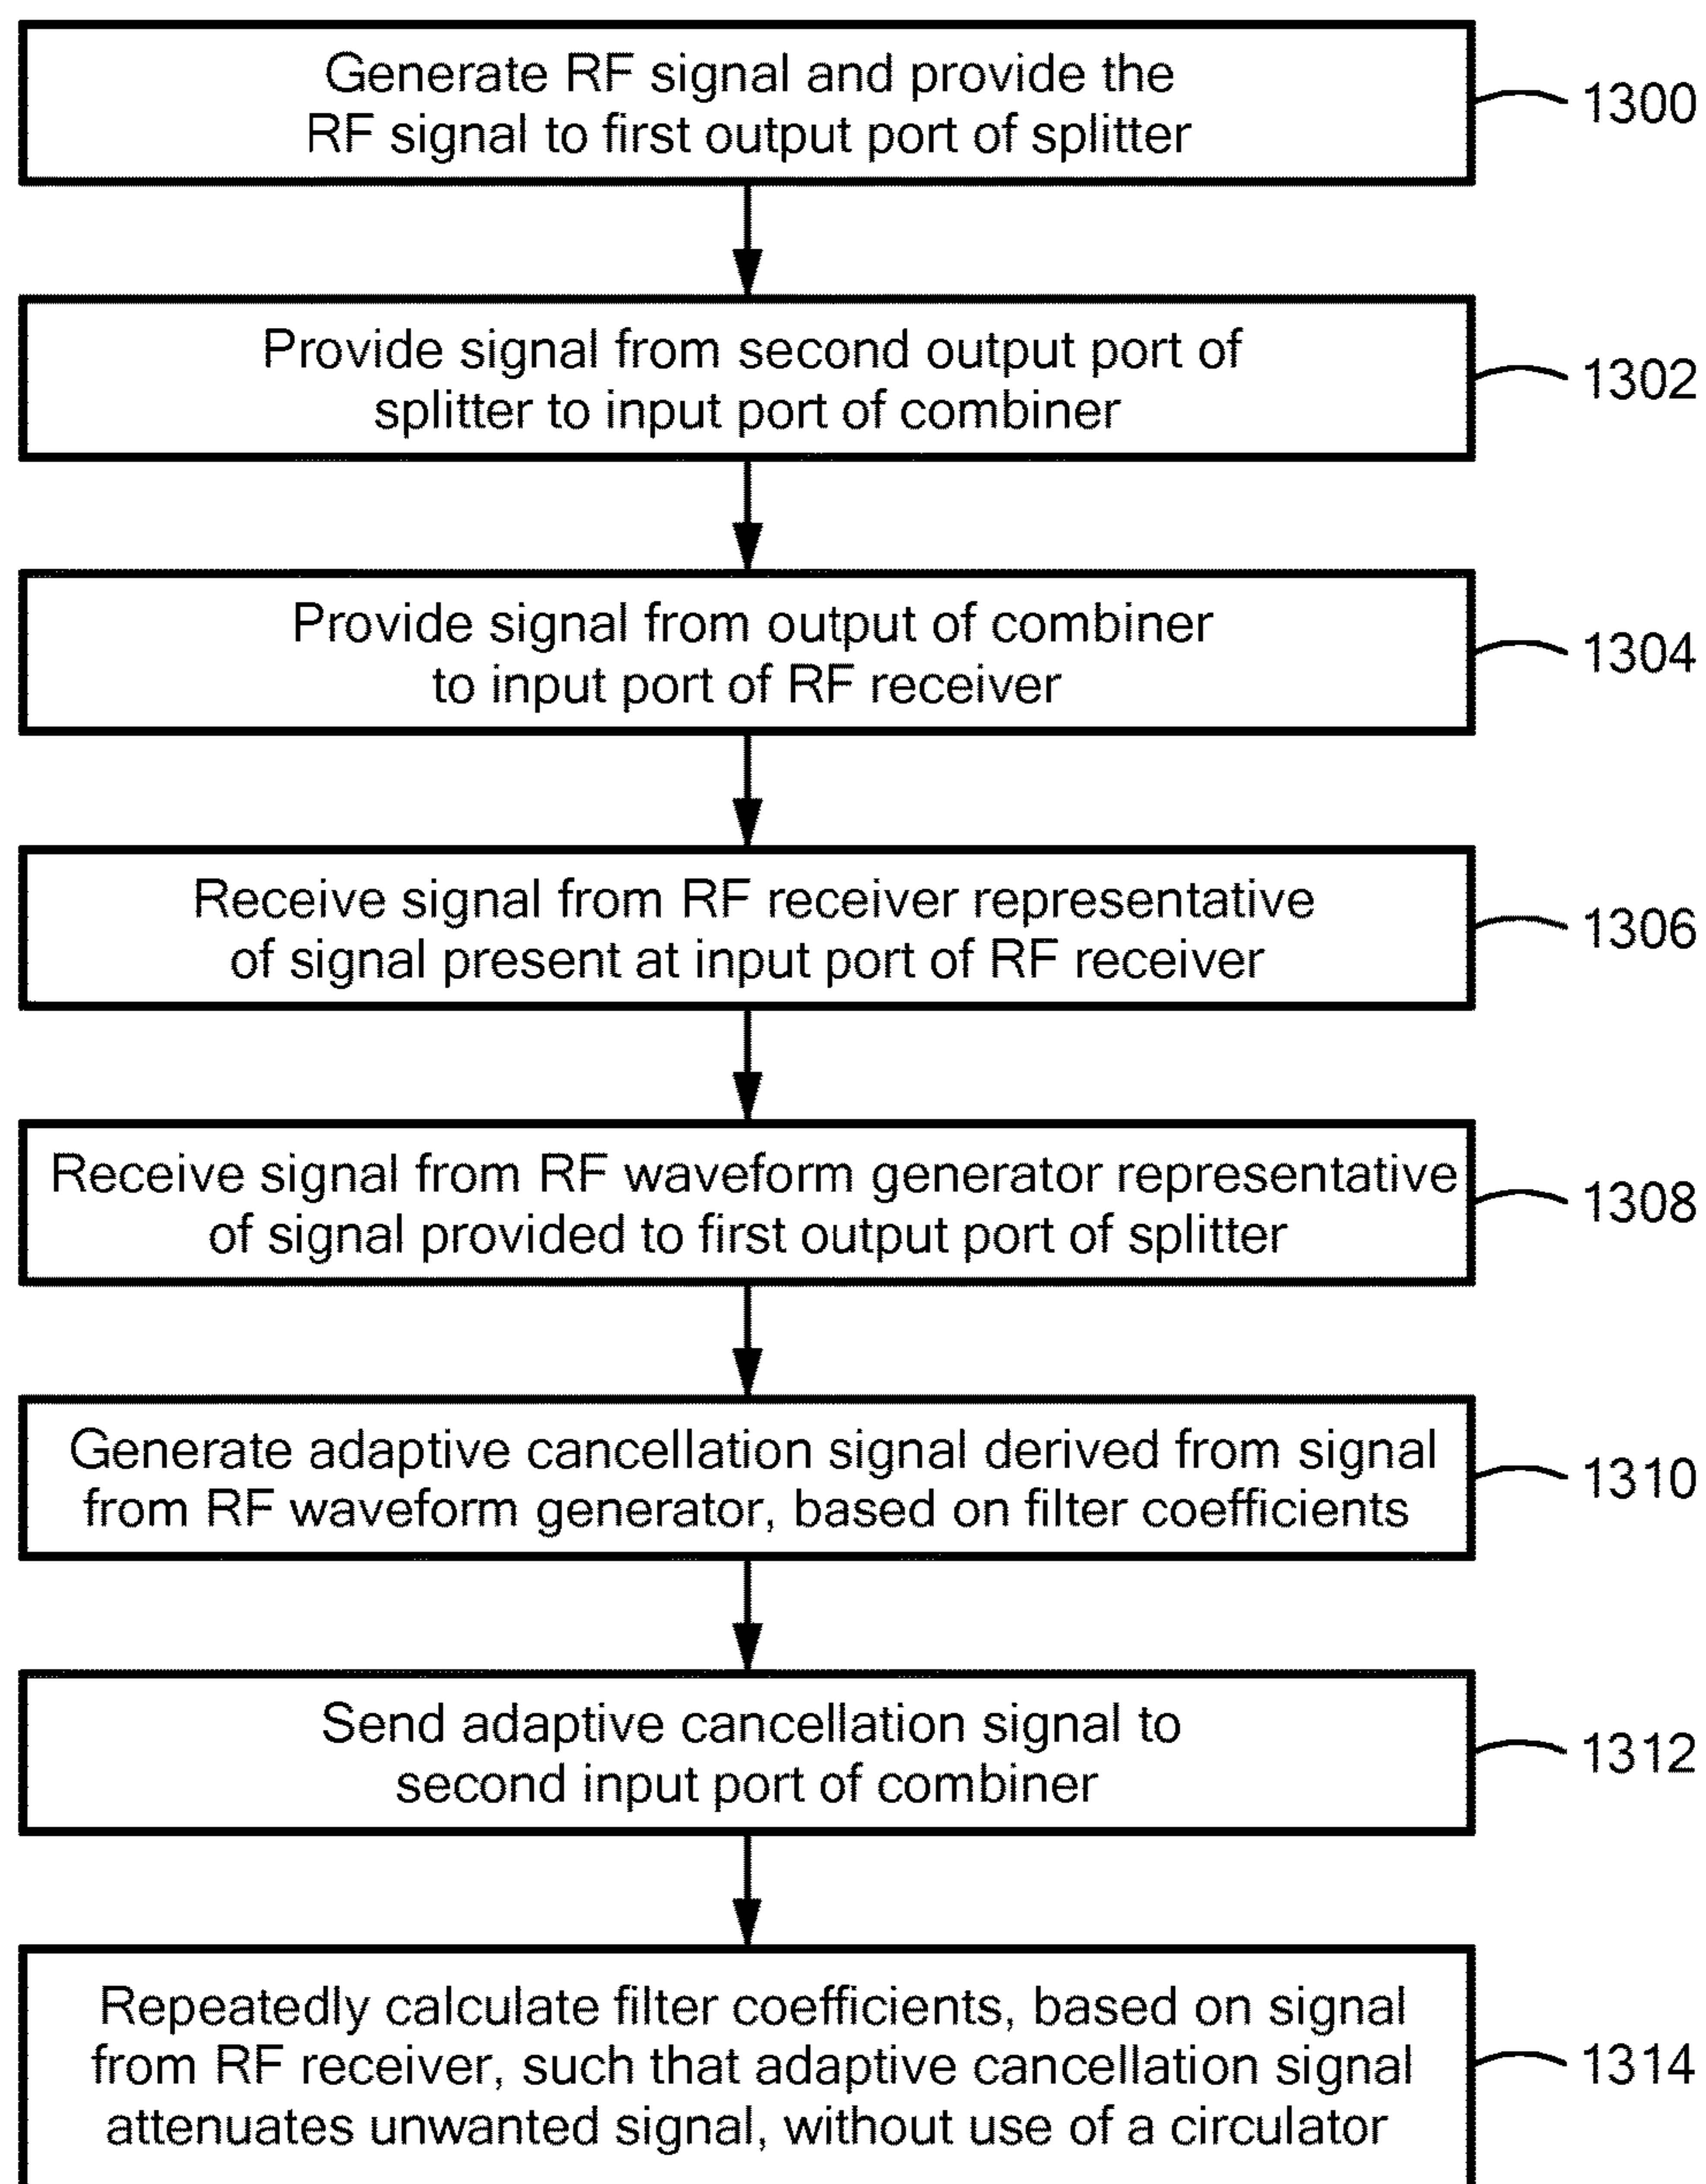 Generate RF signal and provide the
RF signal to first output port of splitter
1300
Provide signal from second output port of
splitter to input port of combiner
1302
Provide signal from output of combiner
to input port of RF receiver
1304
Receive signal from RF receiver representative
of signal present at input port of RF receiver
1306
Receive signal from RF waveform generator representative
of signal provided to first output port of splitter
1308
Generate adaptive cancellation signal derived from signal
from RF waveform generator, based on filter coefficients
1310
Send adaptive cancellation signal to
second input port of combiner
1312
Repeatedly calculate filter coefficients, based on signal
from RF receiver, such that adaptive cancellation signal
attenuates unwanted signal, without use of a circulator
1314